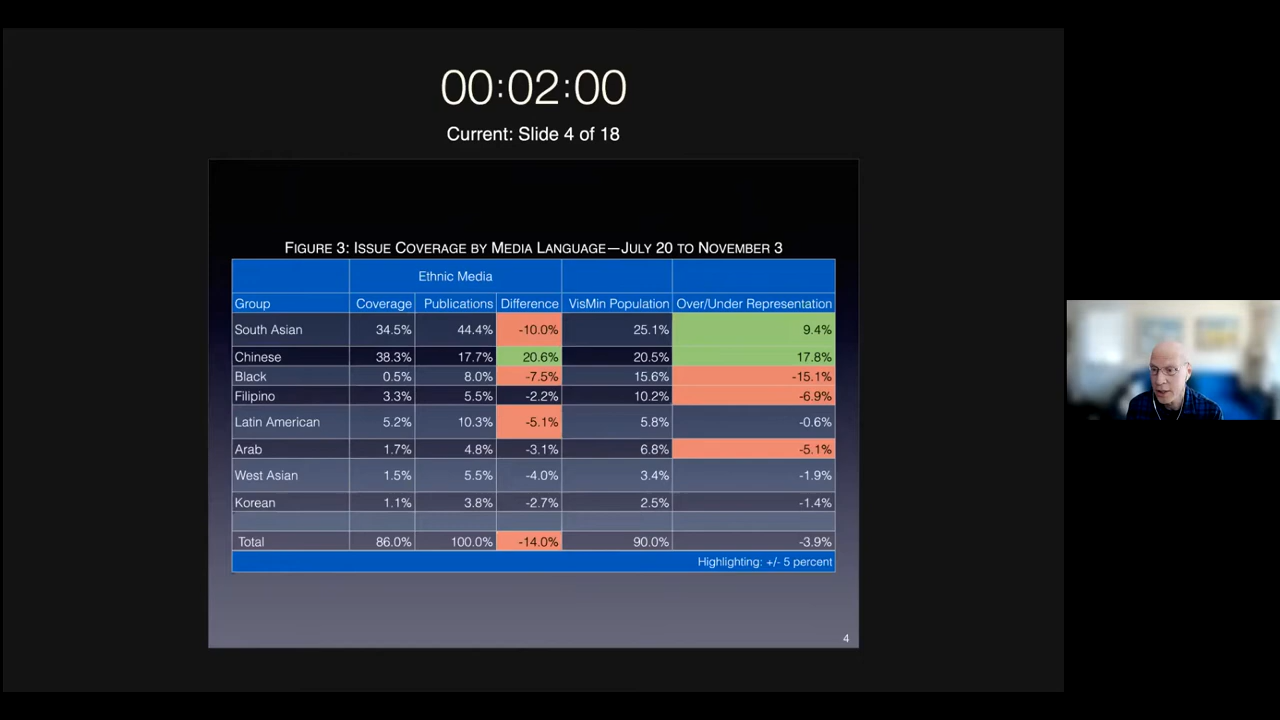 00:02:00
Current: Slide 4 of 18
FIGURE 3: ISSUE COVERAGE BY MEDIA LANGUAGE—JULY 20 TO NOVEMBER 3
Ethnic Media
Group Coverage Publications Difference VisMin Population Over/Under Representation
South Asian 34.5% 44.4% -10.0% 25.1% 9.4%
Chinese 38.3% 17.7% 20.6% 20.5% 17.8%
Black 0.5% 8.0% -7.5% 15.6% -15.1%
Filipino 3.3% 5.5% -2.2% 10.2% -6.9%
Latin American 5.2% 10.3% -5.1% 5.8% -0.6%
Arab 1.7% 4.8% -3.1% 6.8% -5.1%
West Asian 1.5% 5.5% -4.0% 3.4% -1.9%
Korean 1.1% 3.8% -2.7% 2.5% -1.4%
Total 86.0% 100.0% -14.0% 90.0% -3.9%
Highlighting: +/- 5 percent
4